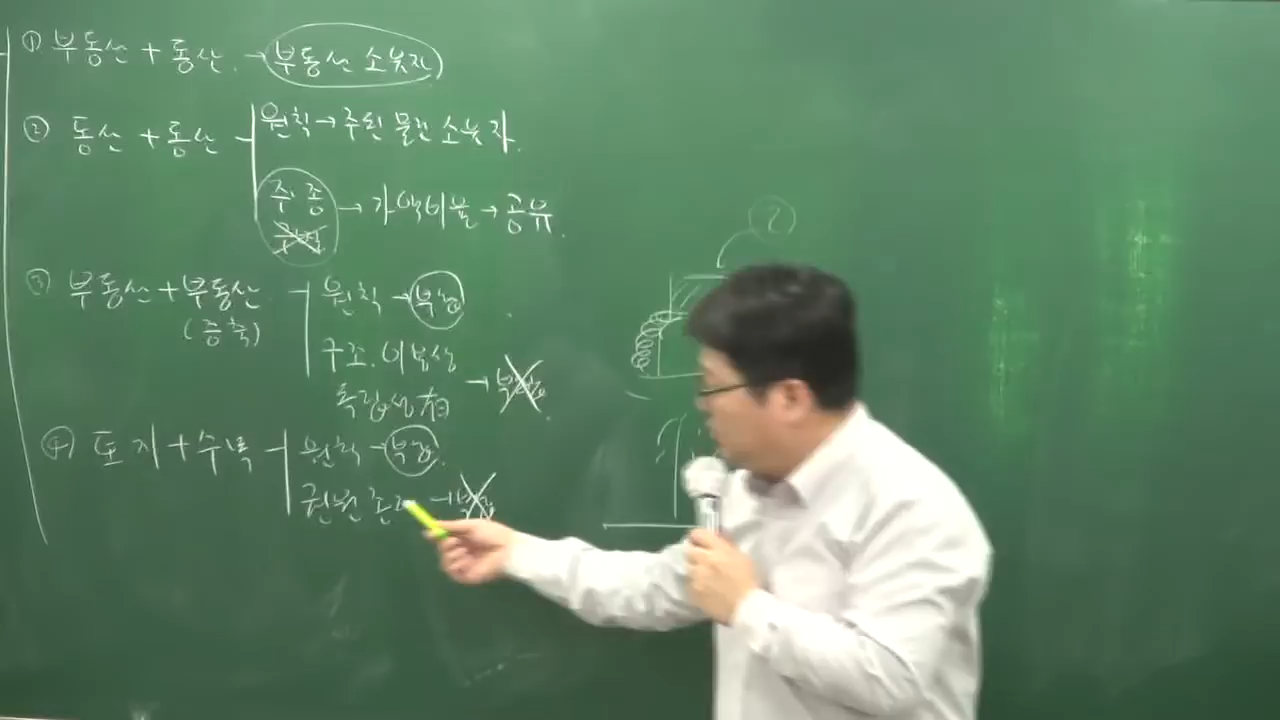 ① 부동산 + 동산 → 부동산 소유자
② 동산 + 동산
원칙 → 주된 물건 소유자
주.종 구별 → 가액비율 → 공유
③ 부동산 + 부동산 (증축)
원칙 → 부합
구조.이용상 독립성 有 → 부합
④ 토지 + 수목
원칙 → 부합
권원 존재 → 부합
②